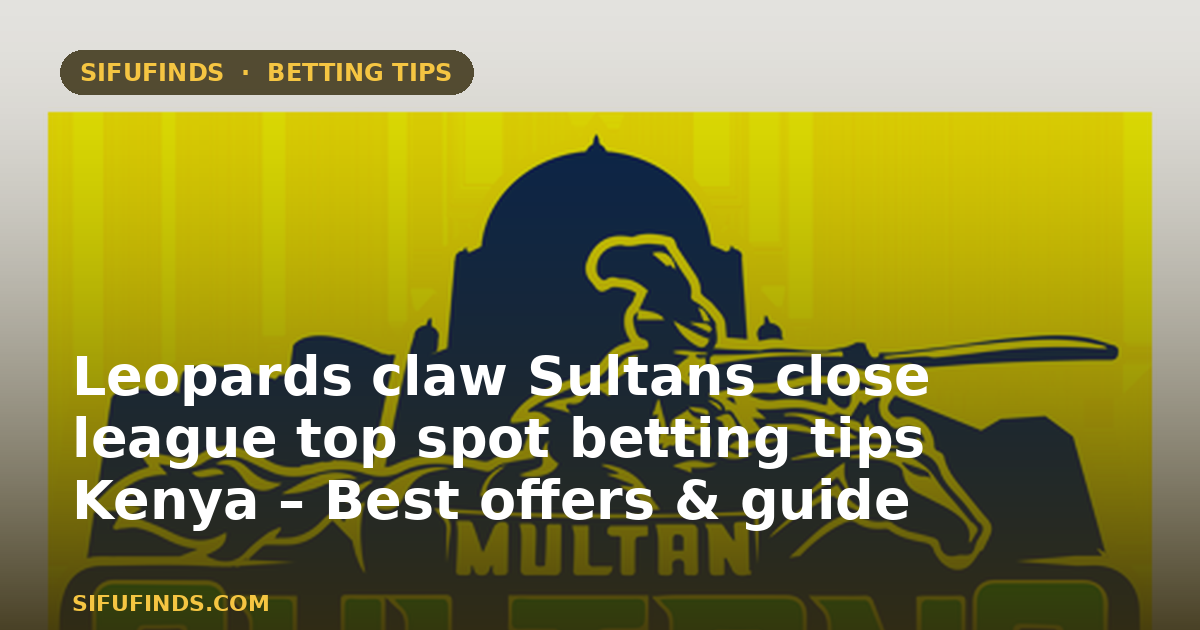 SIFUFINDS · BETTING TIPS
Leopards claw Sultans close
league top spot betting tips
Kenya – Best offers & guide
MULTAN
SIFUFINDS.COM